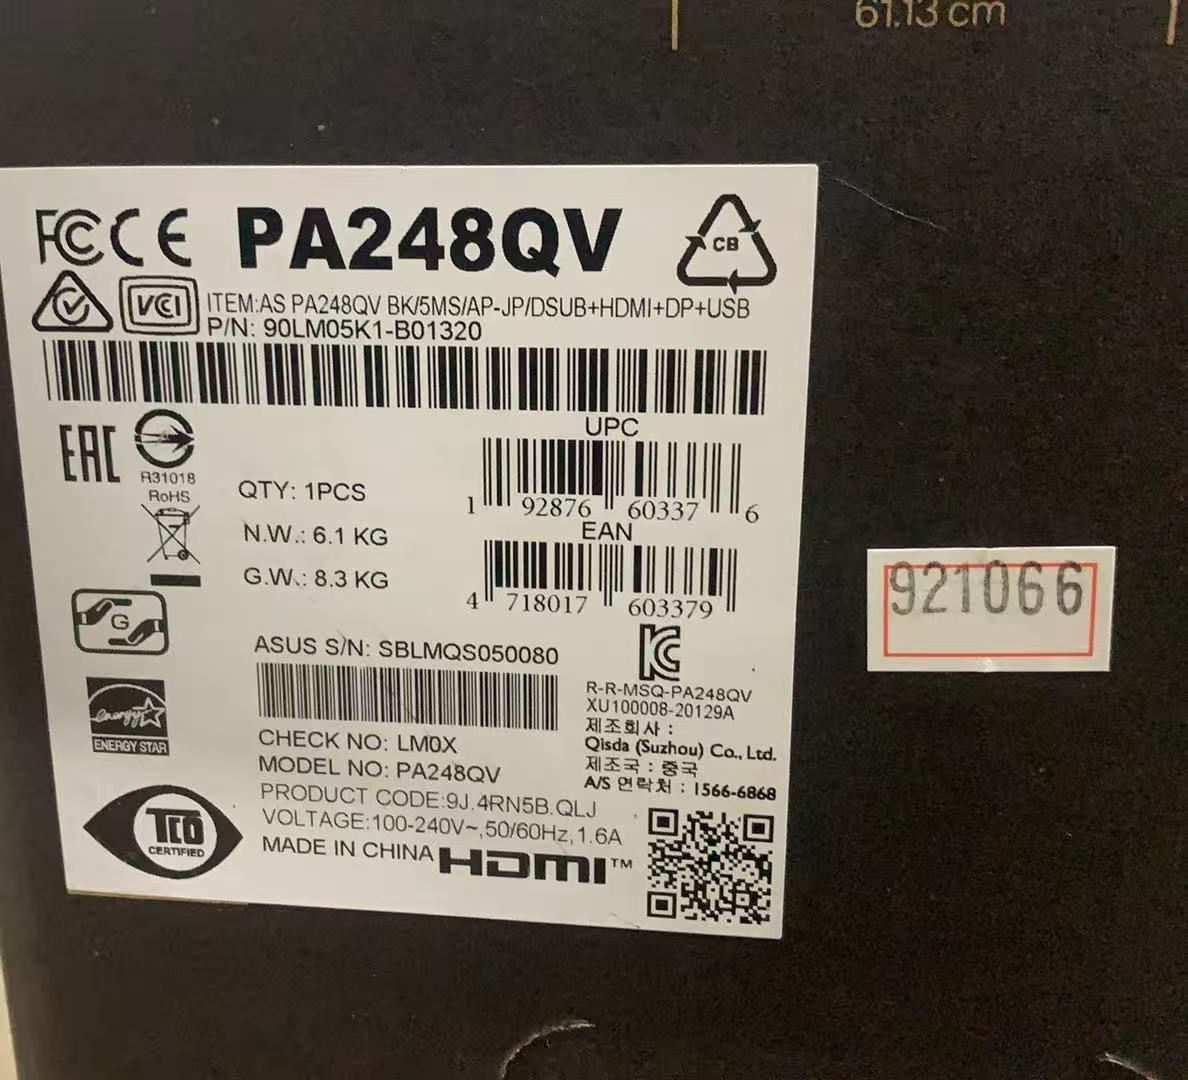 61.13 cm
FC CE PA248QV
CB
VCI
ITEM:AS PA248QV BK/5MS/AP-JP/DSUB+HDMI+DP+USB
P/N: 90LM05K1-B01320
UPC
1 92876 60337 6
EAN
4 718017 603379
EAC
R31018
RoHS
QTY: 1PCS
N.W.: 6.1 KG
G.W.: 8.3 KG
G
921066
ASUS S/N: SBLMQS050080
R-R-MSQ-PA248QV
XU100008-20129A
제조회사 :
Qisda (Suzhou) Co., Ltd.
제조국 : 중국
A/S 연락처 : 1566-6868
energy
ENERGY STAR
CHECK NO: LM0X
MODEL NO: PA248QV
PRODUCT CODE:9J.4RN5B.QLJ
VOLTAGE:100-240V~,50/60Hz,1.6A
MADE IN CHINA HDMI™
TCO
CERTIFIED